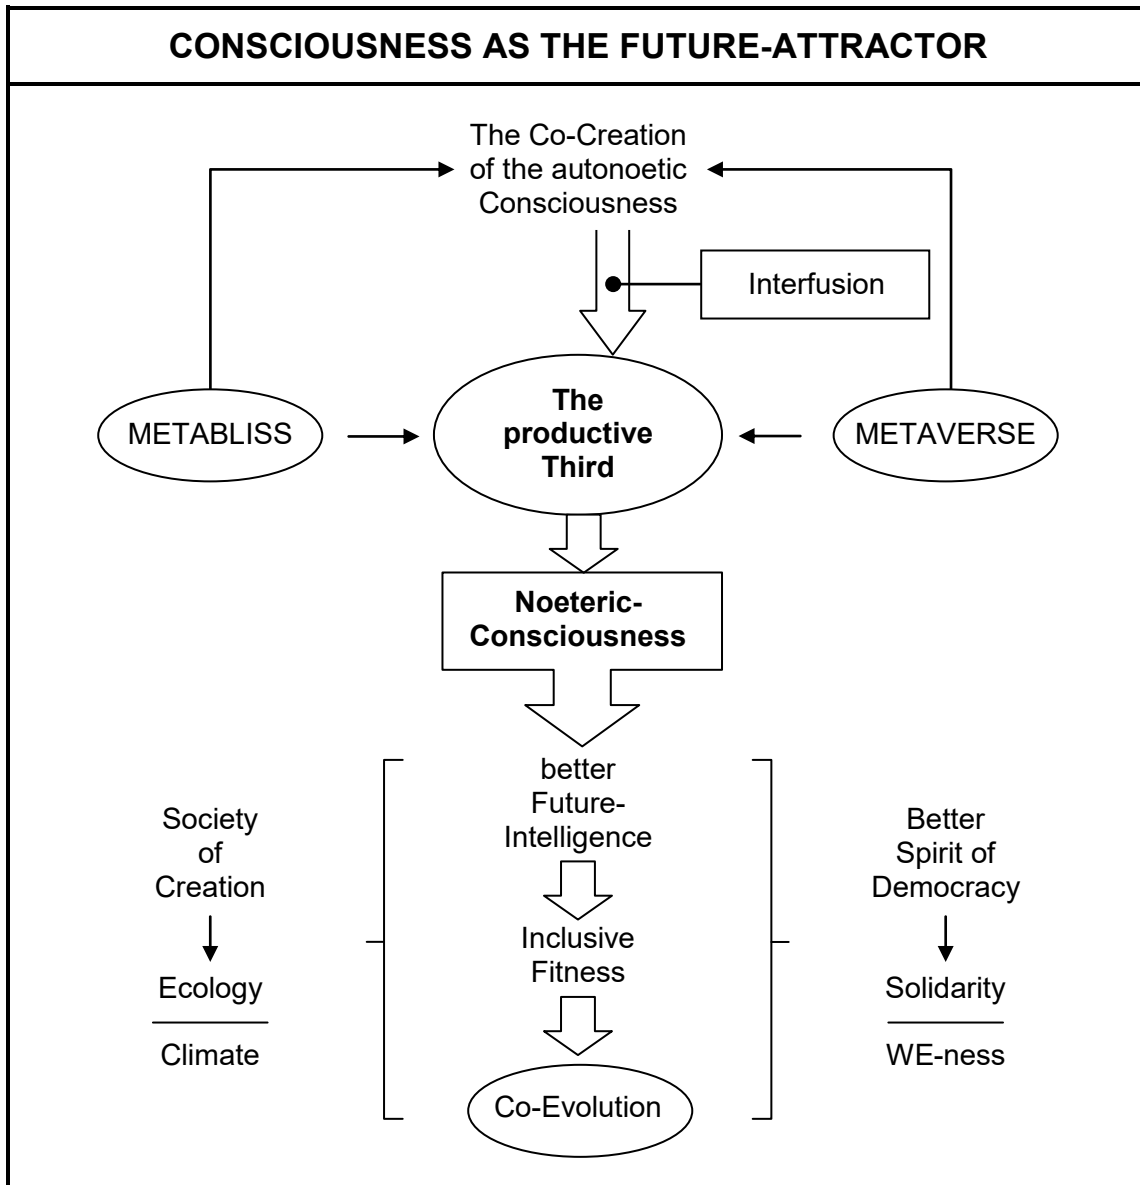 CONSCIOUSNESS AS THE FUTURE-ATTRACTOR
The Co-Creation
of the autonoetic
Consciousness
Interfusion
METABLISS
The
productive
Third
METAVERSE
Noeteric-
Consciousness
better
Future-
Intelligence
Society
of
Creation
Better
Spirit of
Democracy
Inclusive
Fitness
Ecology
Solidarity
Climate
WE-ness
Co-Evolution